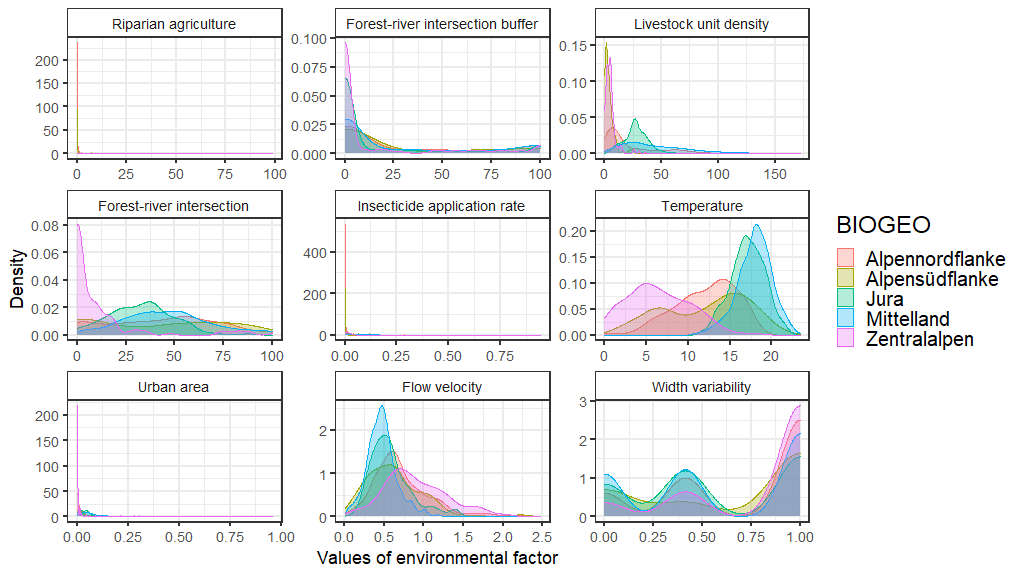 Riparian agriculture
Forest-river intersection buffer
Livestock unit density
200
150
100
50
0
0 25 50 75 100
0.100
0.075
0.050
0.025
0.000
0 25 50 75 100
0.15
0.10
0.05
0.00
0 50 100 150
Forest-river intersection
Insecticide application rate
Temperature
0.08
0.06
0.04
0.02
0.00
0 25 50 75 100
400
200
0
0.00 0.25 0.50 0.75
0.20
0.15
0.10
0.05
0.00
0 5 10 15 20
Urban area
Flow velocity
Width variability
200
150
100
50
0
0.00 0.25 0.50 0.75 1.00
2
1
0
0.0 0.5 1.0 1.5 2.0 2.5
3
2
1
0
0.00 0.25 0.50 0.75 1.00
Density
Values of environmental factor
BIOGEO
Alpennordflanke
Alpensüdflanke
Jura
Mittelland
Zentralalpen